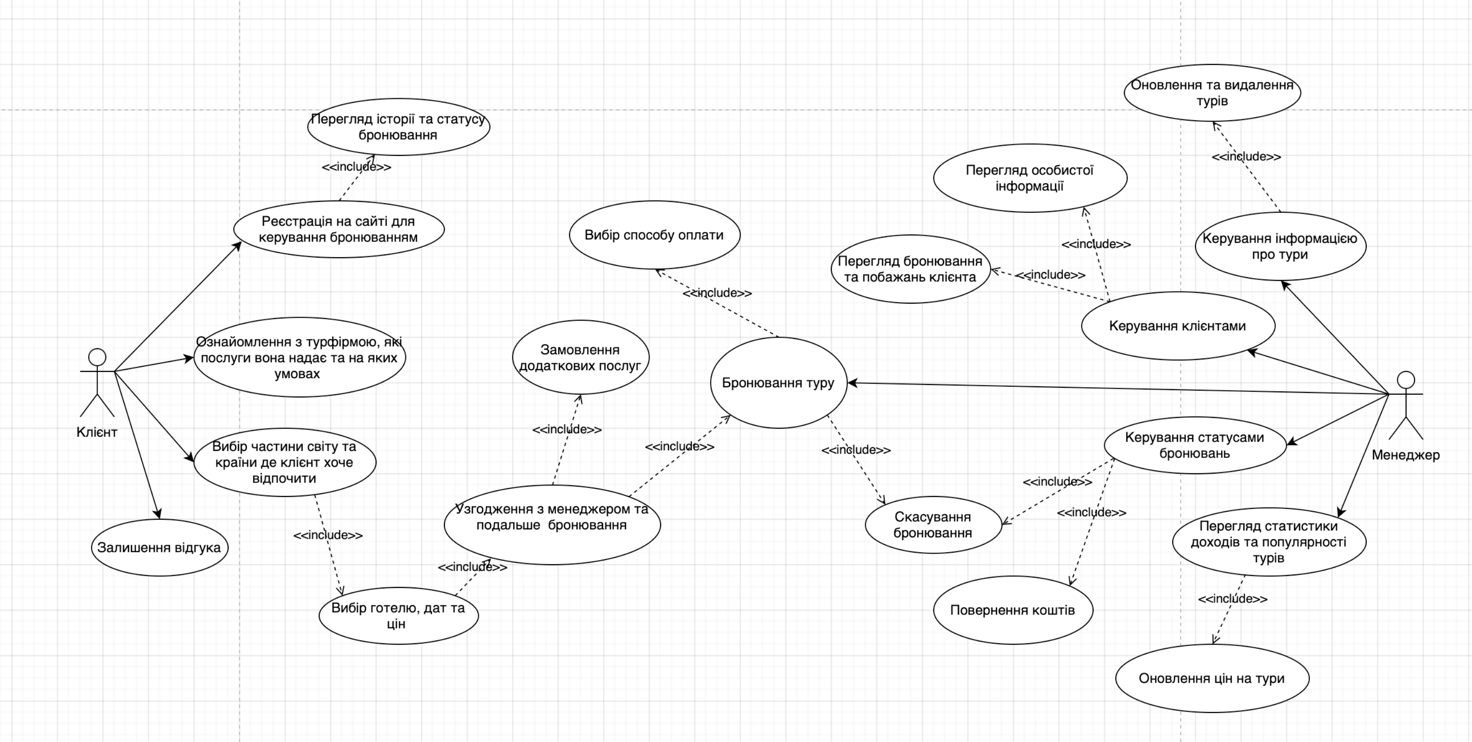 Оновлення та видалення
турів
Перегляд історії та статусу
бронювання
<<include>>
<<include>>
Перегляд особистої
інформації
Реєстрація на сайті для
керування бронюванням
Вибір способу оплати
Керування інформацією
про тури
<<include>>
Перегляд бронювання
та побажань клієнта
<<include>>
<<include>>
Керування клієнтами
Ознайомлення з турфірмою, які
послуги вона надає та на яких
умовах
Замовлення
додаткових послуг
Бронювання туру
Клієнт
<<include>>
<<include>>
<<include>>
Керування статусами
бронювань
Менеджер
Вибір частини світу та
країни де клієнт хоче
відпочити
<<include>>
<<include>>
Узгодження з менеджером та
подальше бронювання
Скасування
бронювання
Перегляд статистики
доходів та популярності
турів
Залишення відгука
<<include>>
<<include>>
<<include>>
Вибір готелю, дат та
цін
Повернення коштів
Оновлення цін на тури